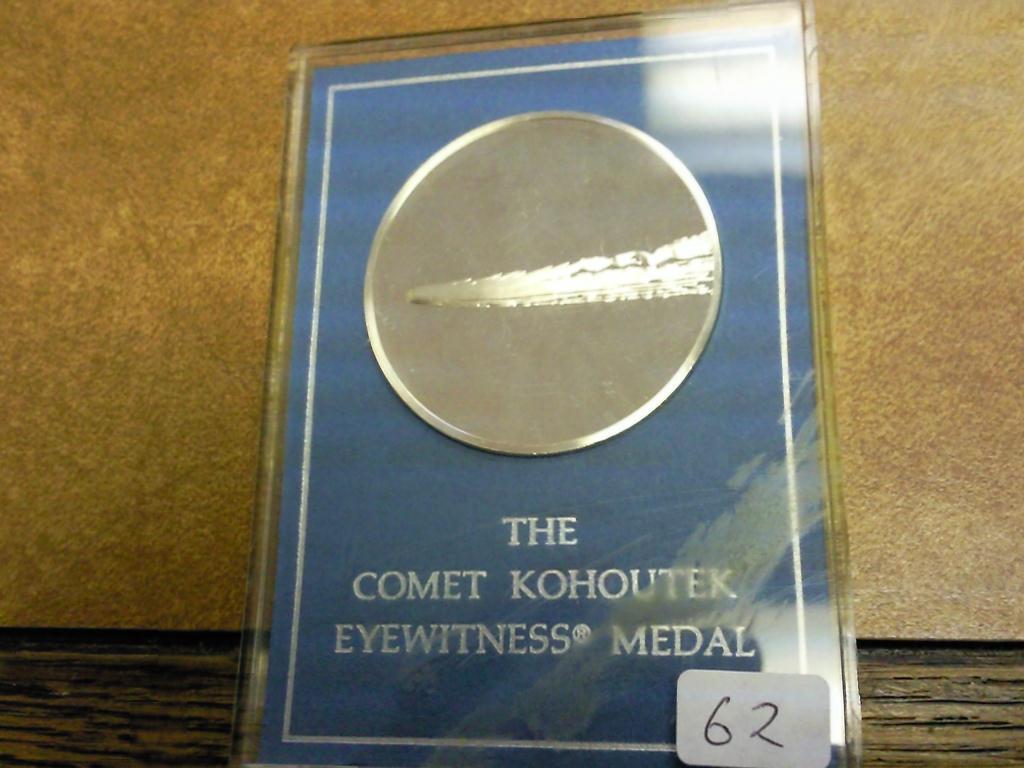 THE
COMET KOHOUTEK
EYEWITNESS® MEDAL
62